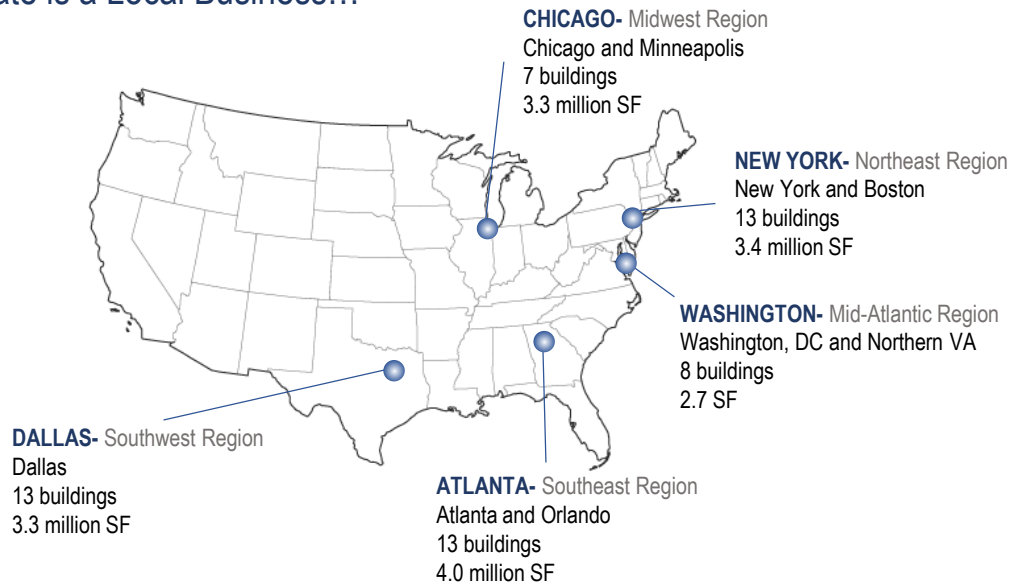 is a Local Business…
CHICAGO- Midwest Region
Chicago and Minneapolis
7 buildings
3.3 million SF
NEW YORK- Northeast Region
New York and Boston
13 buildings
3.4 million SF
WASHINGTON- Mid-Atlantic Region
Washington, DC and Northern VA
8 buildings
2.7 SF
DALLAS- Southwest Region
Dallas
13 buildings
3.3 million SF
ATLANTA- Southeast Region
Atlanta and Orlando
13 buildings
4.0 million SF